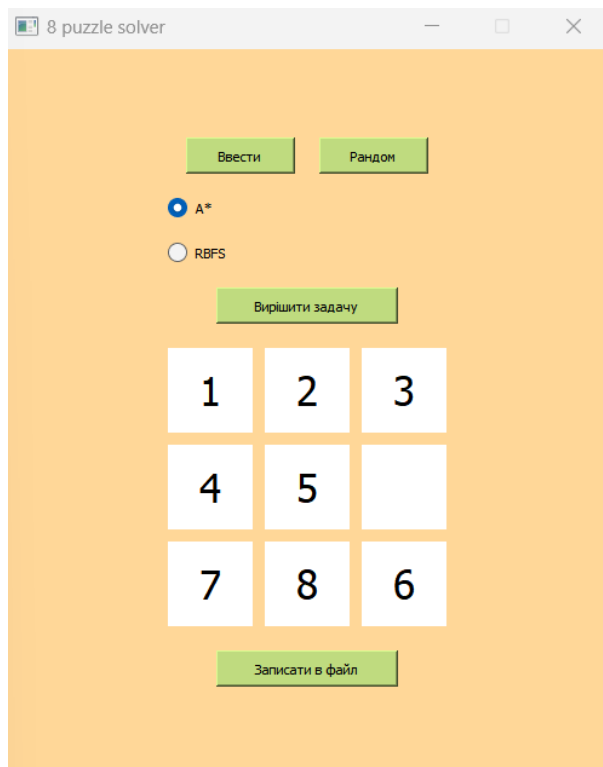 8 puzzle solver
Ввести Рандом
A*
RBFS
Вирішити задачу
1 2 3
4 5
7 8 6
Записати в файл